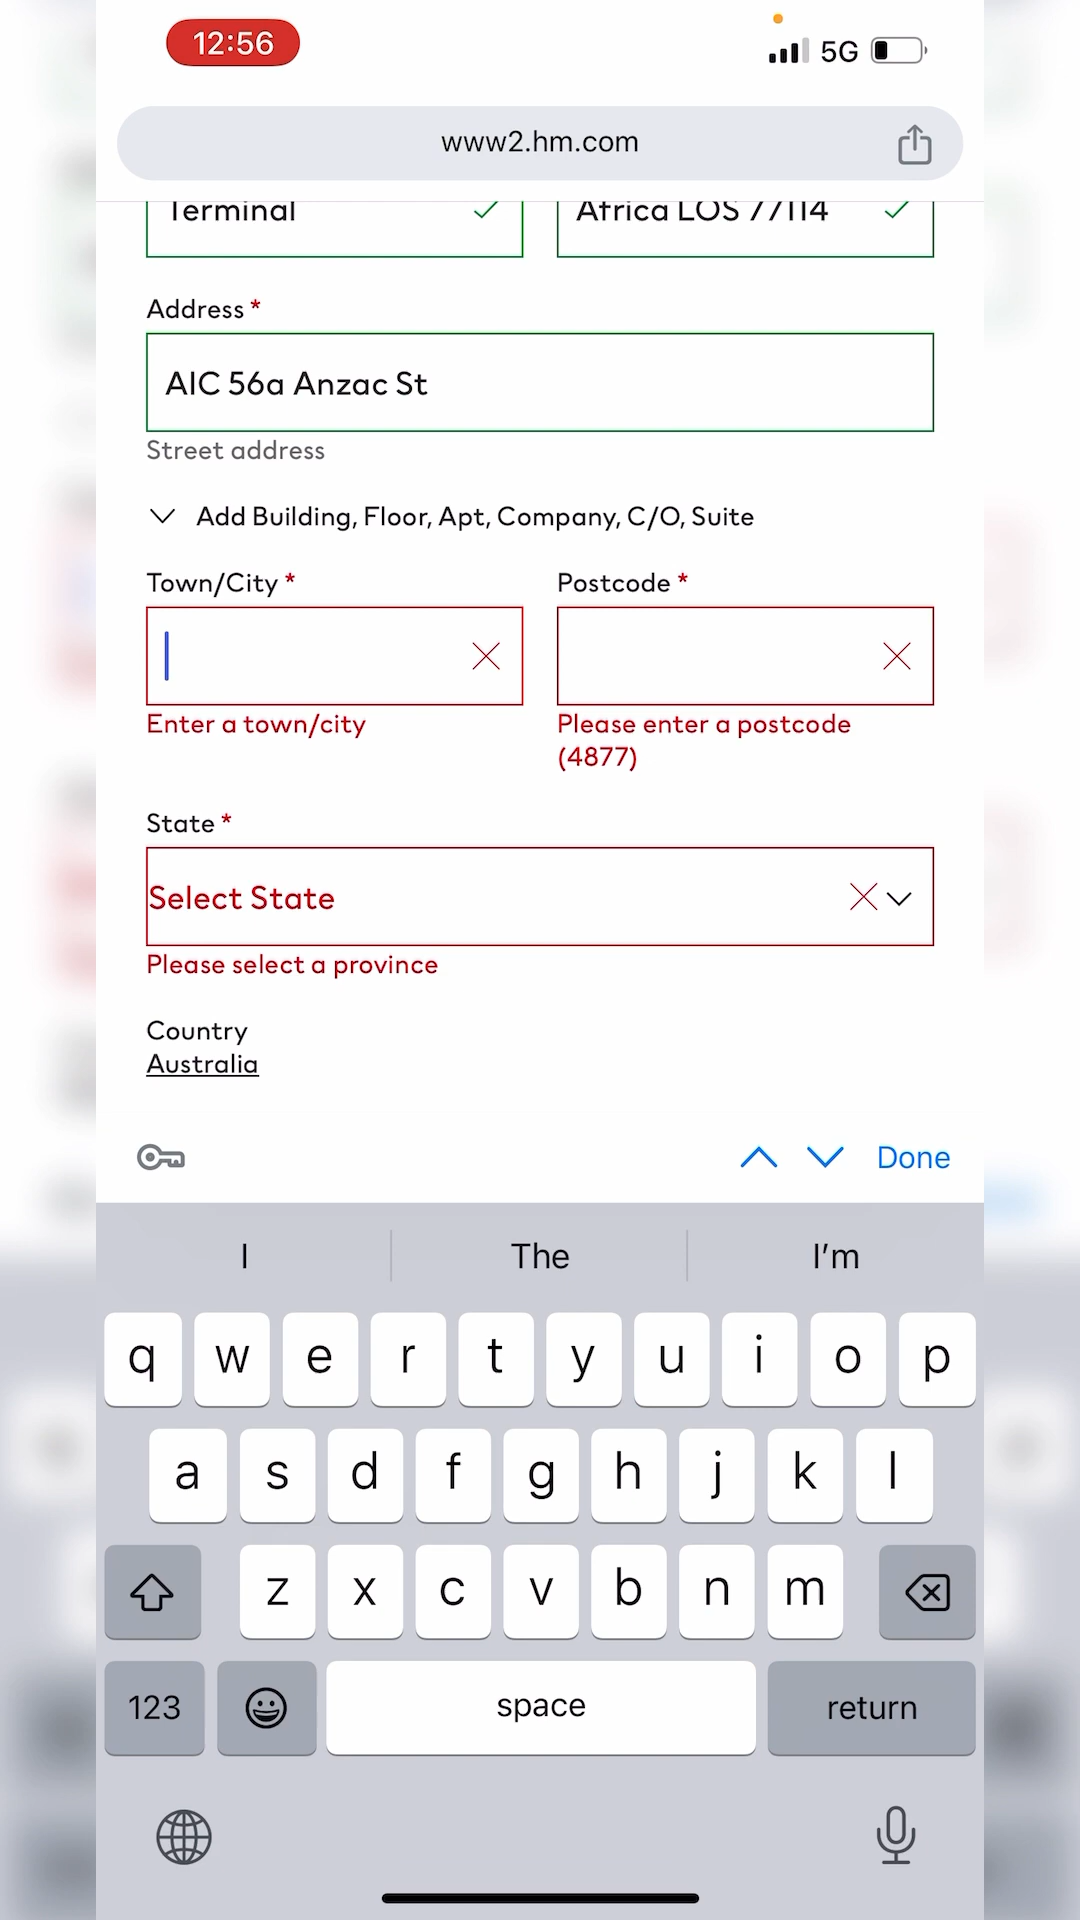 12:56
5G
www2.hm.com
Terminal
Africa LOS 77114
Address *
AIC 56a Anzac St
Street address
Add Building, Floor, Apt, Company, C/O, Suite
Town/City *
Postcode *
Enter a town/city
Please enter a postcode
(4877)
State *
Select State
Please select a province
Country
Australia
Done
I
The
I'm
q w e r t y u i o p
a s d f g h j k l
z x c v b n m
123
space
return